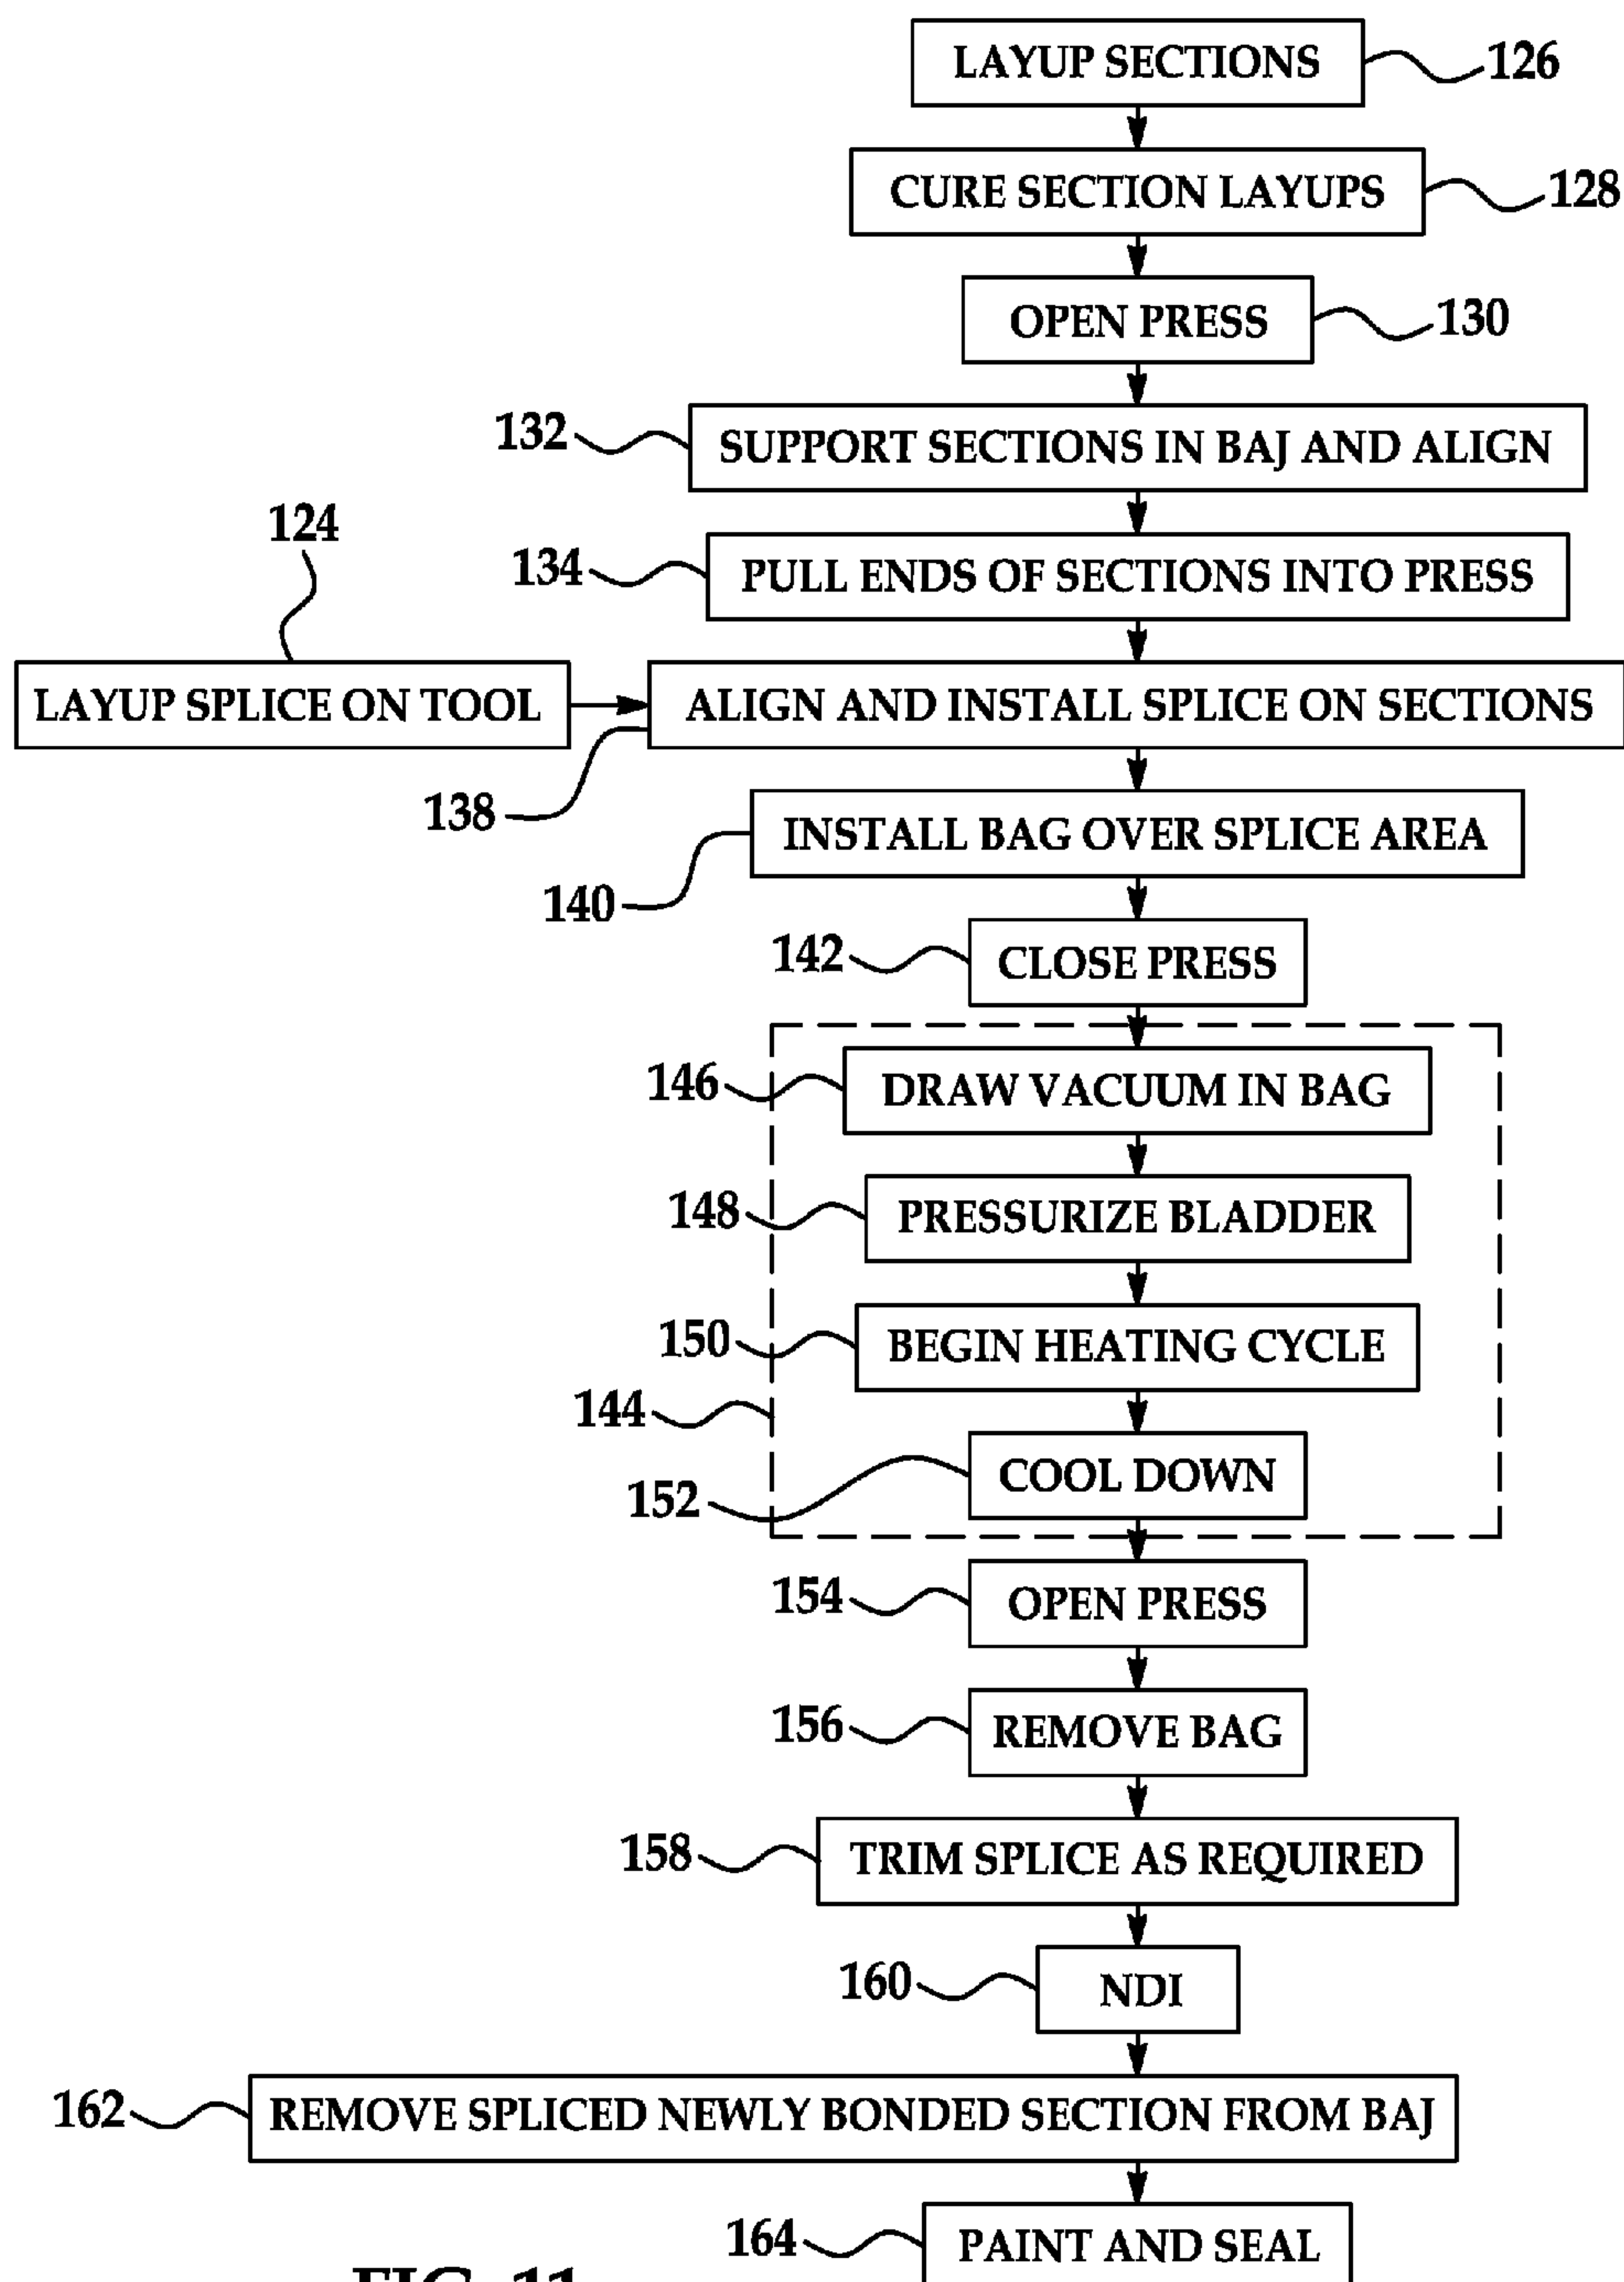 LAYUP SECTIONS
126
CURE SECTION LAYUPS
128
OPEN PRESS
130
132
SUPPORT SECTIONS IN BAJ AND ALIGN
124
134
PULL ENDS OF SECTIONS INTO PRESS
LAYUP SPLICE ON TOOL
ALIGN AND INSTALL SPLICE ON SECTIONS
138
INSTALL BAG OVER SPLICE AREA
140
142
CLOSE PRESS
146
DRAW VACUUM IN BAG
148
PRESSURIZE BLADDER
150
BEGIN HEATING CYCLE
144
152
COOL DOWN
154
OPEN PRESS
156
REMOVE BAG
158
TRIM SPLICE AS REQUIRED
160
NDI
162
REMOVE SPLICED NEWLY BONDED SECTION FROM BAJ
164
PAINT AND SEAL
FIG. 11